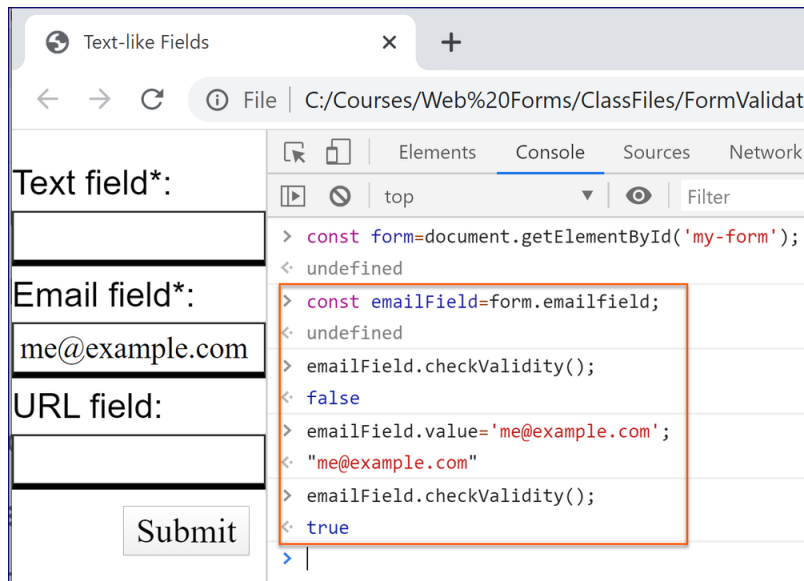 Text-like Fields
File C:/Courses/Web%20Forms/ClassFiles/FormValidat
Text field*:
Email field*:
me@example.com
URL field:
Submit
Elements Console Sources Network
top Filter
> const form=document.getElementById('my-form');
undefined
> const emailField=form.emailfield;
undefined
> emailField.checkValidity();
false
> emailField.value='me@example.com';
"me@example.com"
> emailField.checkValidity();
true
>